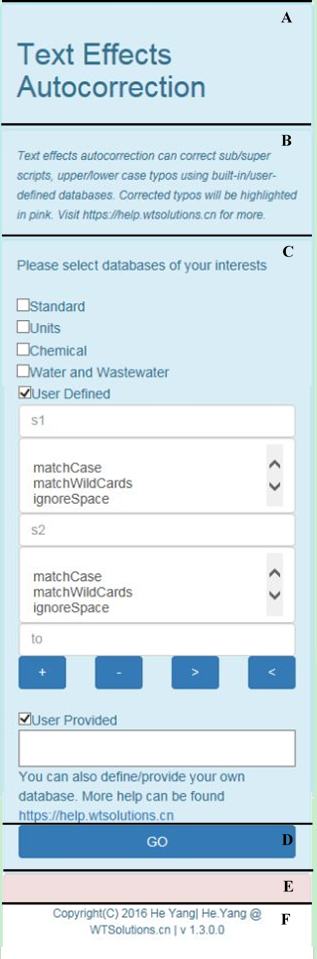 A
Text Effects
Autocorrection
B
Text effects autocorrection can correct sub/super
scripts, upper/lower case typos using built-in/user-
defined databases. Corrected typos will be highlighted
in pink. Visit https://help.wtsolutions.cn for more.
C
Please select databases of your interests
Standard
Units
Chemical
Water and Wastewater
User Defined
s1
matchCase
matchWildCards
ignoreSpace
s2
matchCase
matchWildCards
ignoreSpace
to
+ - > <
User Provided
You can also define/provide your own
database. More help can be found
https://help.wtsolutions.cn
GO D
E
Copyright(C) 2016 He Yang| He.Yang @ F
WTSolutions.cn | v 1.3.0.0